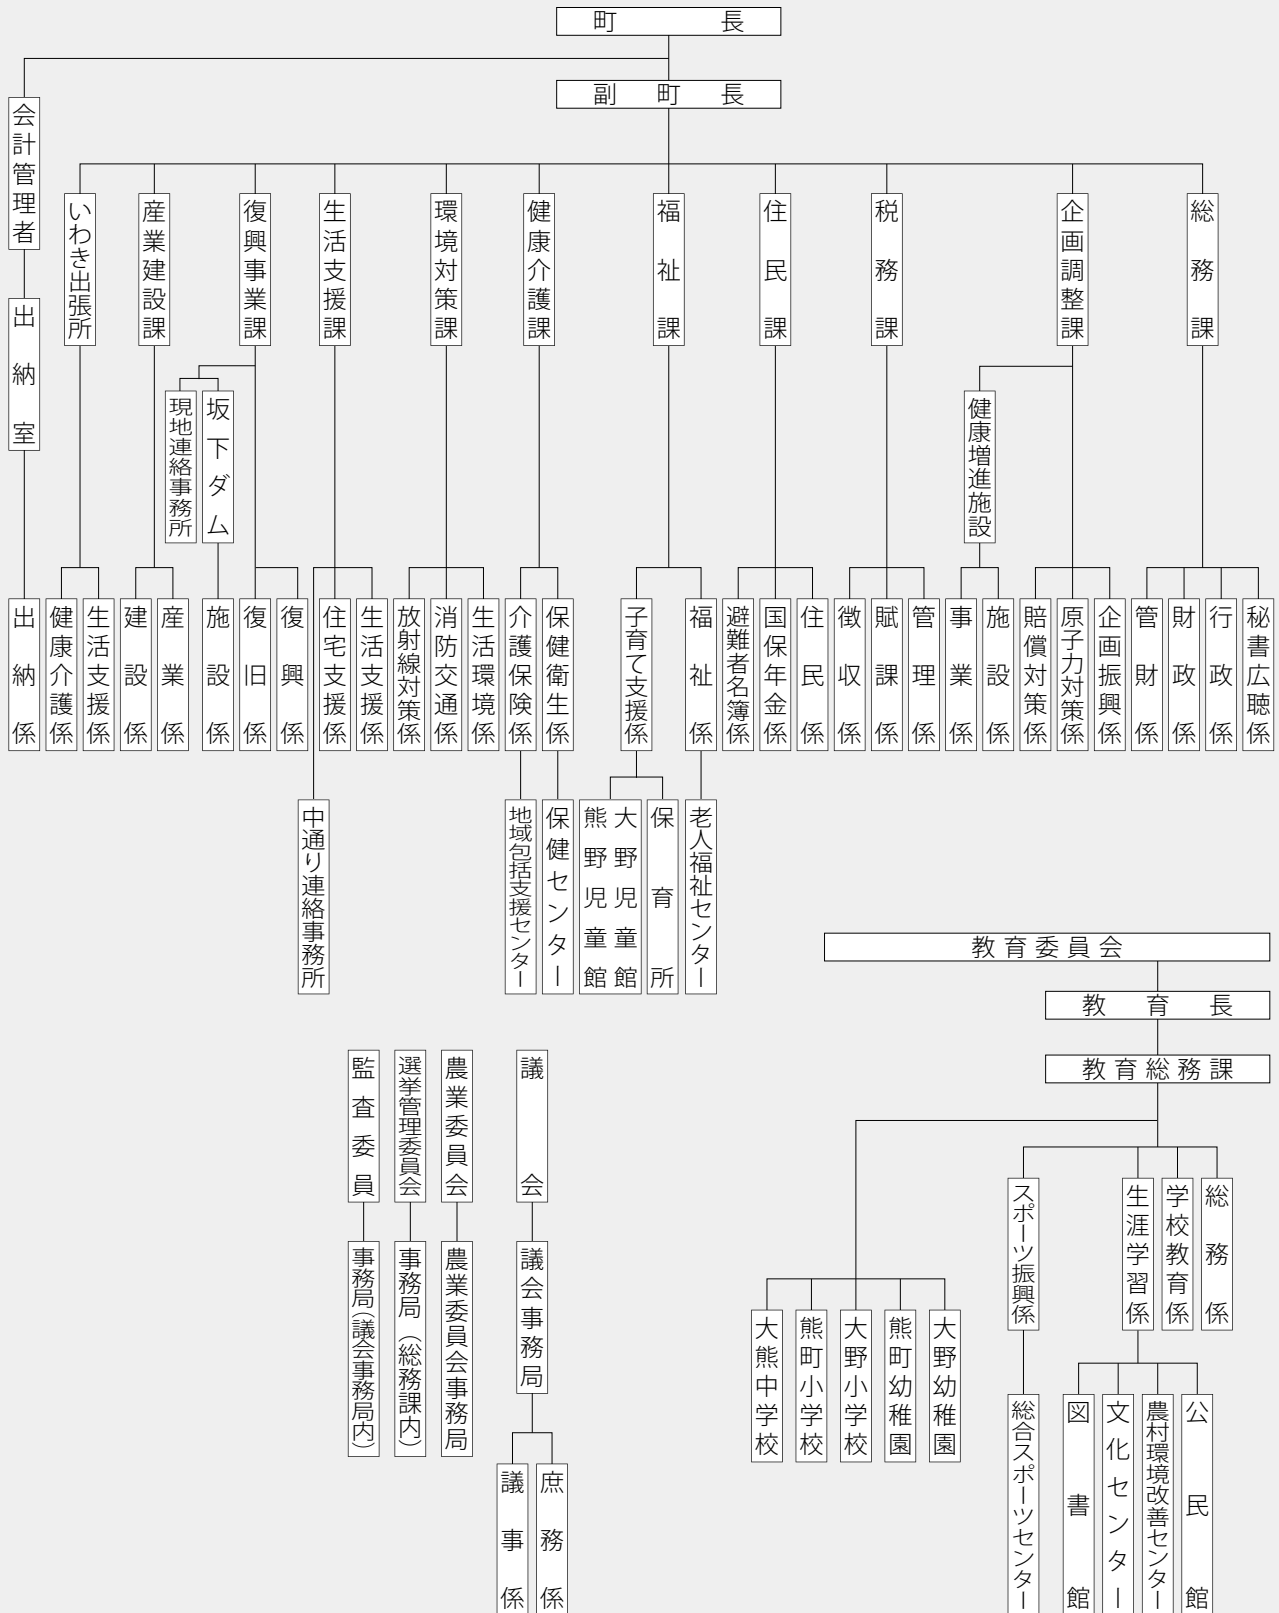 町長
副町長
会計管理者
出納室
出納係
総務課
企画調整課
税務課
住民課
福祉課
健康介護課
環境対策課
生活支援課
復興事業課
産業建設課
いわき出張所
健康増進施設
坂下ダム
現地連絡事務所
秘書広聴係
行政係
財政係
管財係
企画振興係
原子力対策係
賠償対策係
施設係
事業係
管理係
賦課係
徴収係
住民係
国保年金係
避難者名簿係
福祉係
子育て支援係
保健衛生係
介護保険係
生活環境係
消防交通係
放射線対策係
生活支援係
住宅支援係
復興係
復旧係
施設係
産業係
建設係
生活支援係
健康介護係
老人福祉センター
保育所
大野児童館
熊野児童館
保健センター
地域包括支援センター
中通り連絡事務所
教育委員会
教育長
教育総務課
総務係
学校教育係
生涯学習係
スポーツ振興係
公民館
農村環境改善センター
文化センター
図書館
総合スポーツセンター
大野幼稚園
熊町幼稚園
大野小学校
熊町小学校
大熊中学校
議会
議会事務局
庶務係
議事係
農業委員会
農業委員会事務局
選挙管理委員会
事務局（総務課内）
監査委員
事務局（議会事務局内）